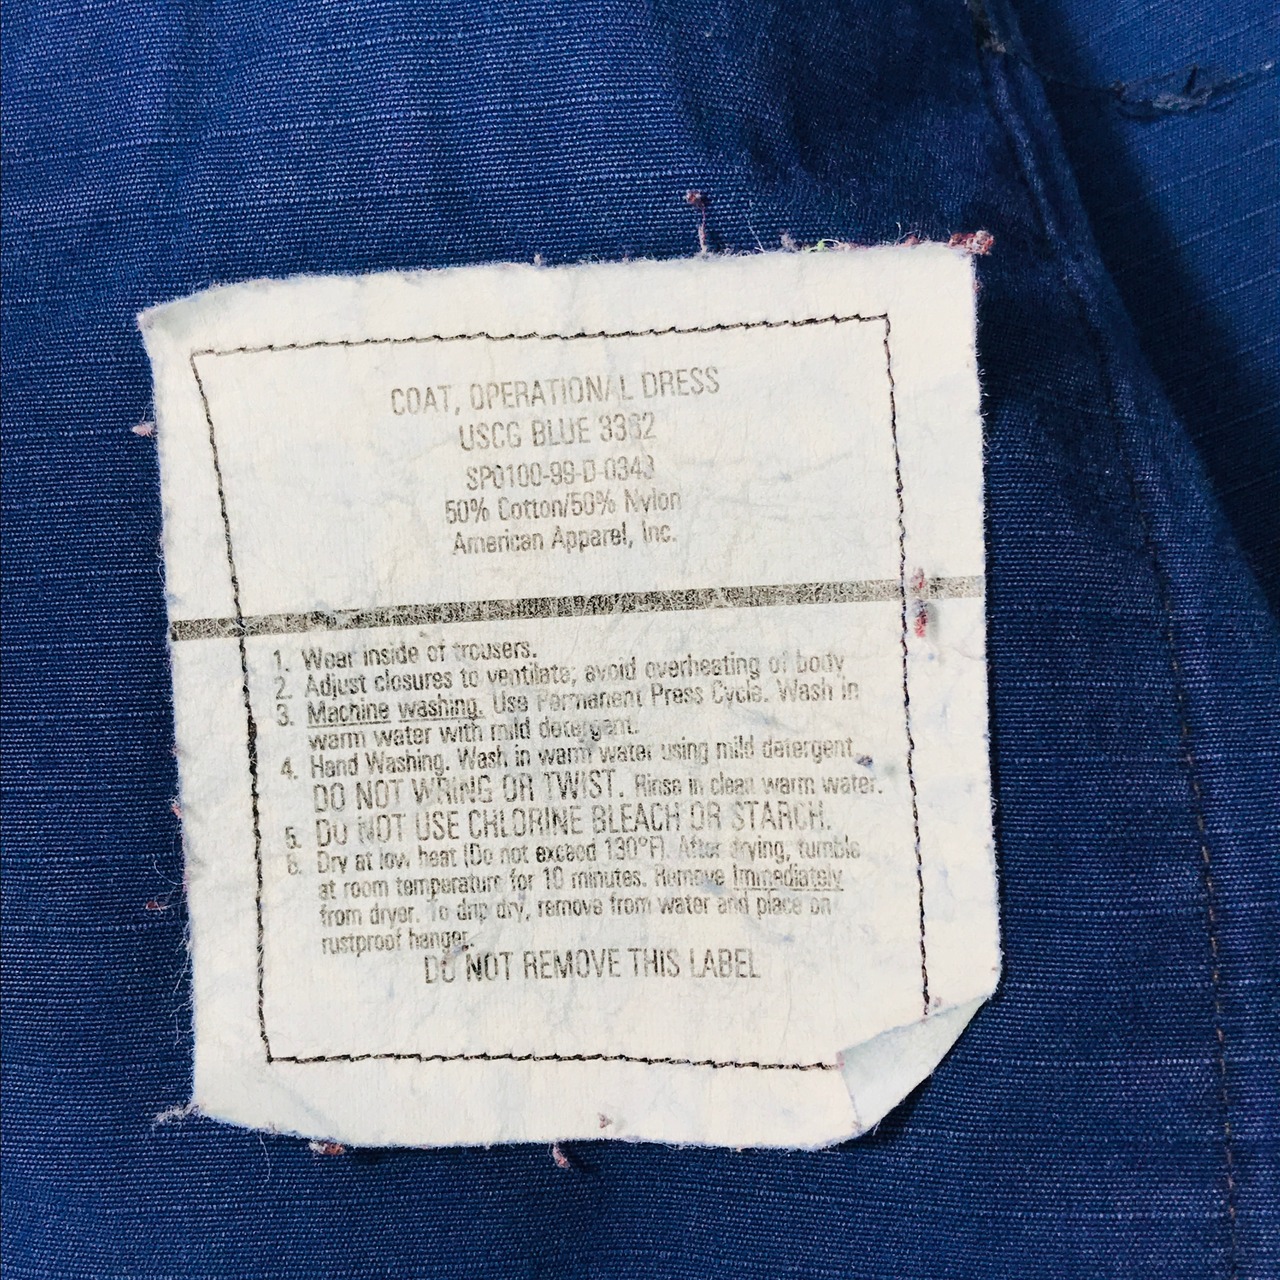 COAT, OPERATIONAL DRESS
USCG BLUE 3362
SP0100-99-D-0343
50% Cotton/50% Nylon
American Apparel, Inc.
1. Wear inside of trousers.
2. Adjust closures to ventilate; avoid overheating of body
3. Machine washing. Use Permanent Press Cycle. Wash in
warm water with mild detergent.
4. Hand Washing. Wash in warm water using mild detergent.
DO NOT WRING OR TWIST. Rinse in clean warm water.
5. DO NOT USE CHLORINE BLEACH OR STARCH.
6. Dry at low heat (Do not exceed 130°F). After drying, tumble
at room temperature for 10 minutes. Remove immediately
from dryer. To drip dry, remove from water and place on
rustproof hanger.
DO NOT REMOVE THIS LABEL